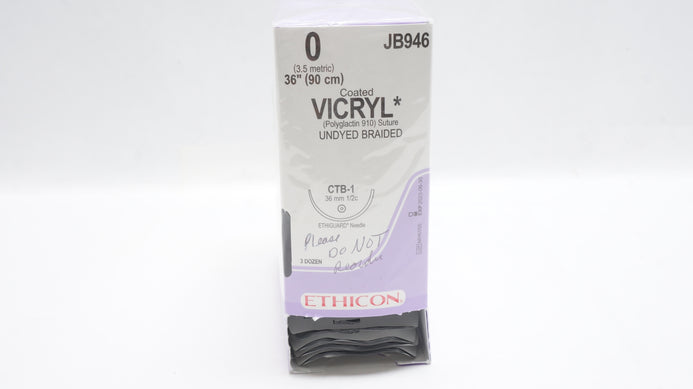 0
JB946
(3.5 metric)
36" (90 cm)
Coated
VICRYL*
(Polyglactin 910) Suture
UNDYED BRAIDED
CTB-1
36 mm 1/2c
ETHIGUARD* Needle
Please
DO NOT
Reorder
3 DOZEN
ETHICON